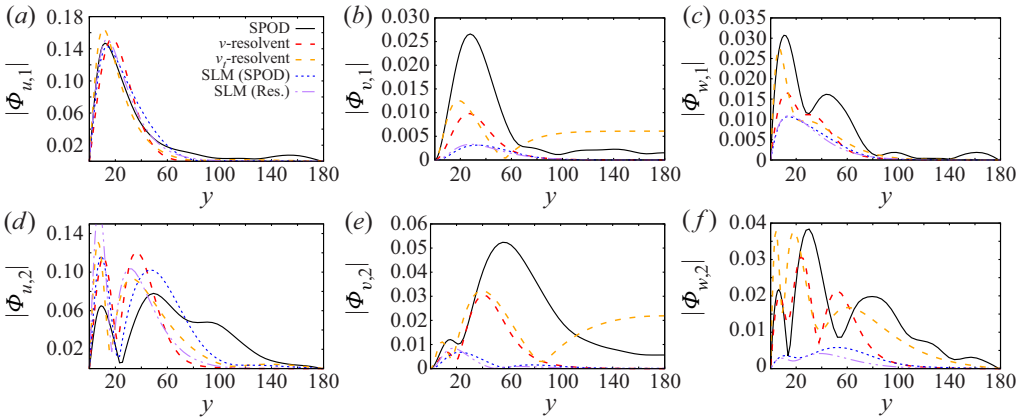 (a)
(b)
(c)
0.18
0.14
0.10
0.06
0.02
|Φu,1|
20 60 100 140 180
y
SPOD
ν-resolvent
νt-resolvent
SLM (SPOD)
SLM (Res.)
0.030
0.025
0.020
0.015
0.010
0.005
0
|Φv,1|
20 60 100 140 180
y
0.035
0.030
0.025
0.020
0.015
0.010
0.005
0
|Φw,1|
20 60 100 140 180
y
(d)
(e)
(f)
0.14
0.10
0.06
0.02
|Φu,2|
20 60 100 140 180
y
0.06
0.05
0.04
0.03
0.02
0.01
0
|Φv,2|
20 60 100 140 180
y
0.04
0.03
0.02
0.01
0
|Φw,2|
20 60 100 140 180
y